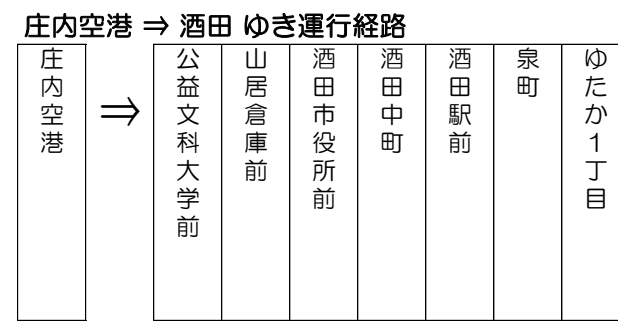 庄内空港 ⇒ 酒田 ゆき運行経路
庄内空港
⇒
公益文科大学前
山居倉庫前
酒田市役所前
酒田中町
酒田駅前
泉町
ゆたか1丁目